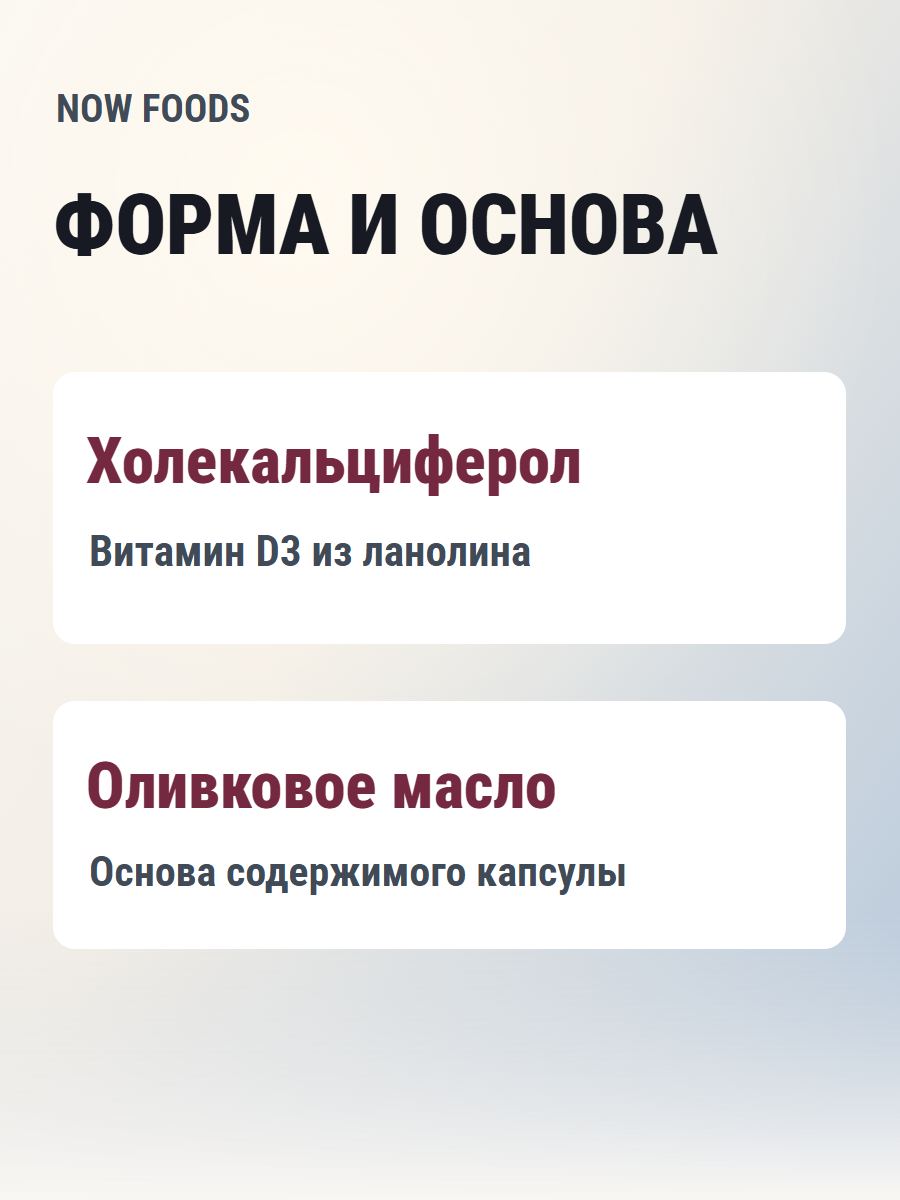 NOW FOODS
ФОРМА И ОСНОВА
Холекальциферол
Витамин D3 из ланолина
Оливковое масло
Основа содержимого капсулы